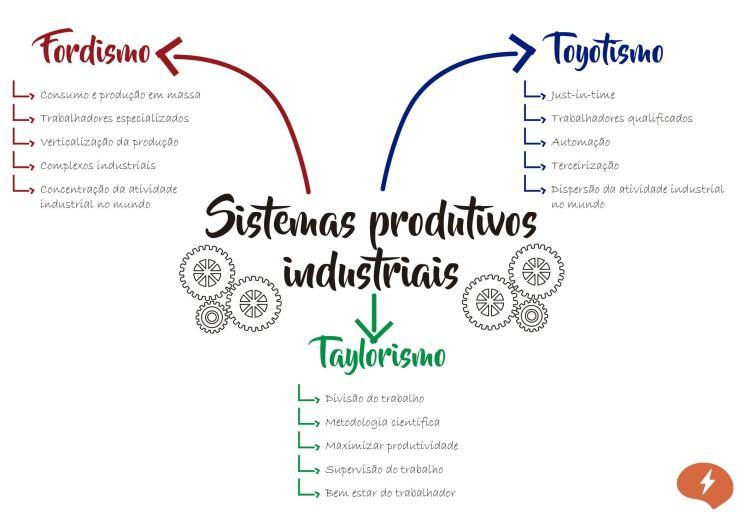 Fordismo
Consumo e produção em massa
Trabalhadores especializados
Verticalização da produção
Complexos industriais
Concentração da atividade
industrial no mundo
Toyotismo
Just-in-time
Trabalhadores qualificados
Automação
Terceirização
Dispersão da atividade industrial
no mundo
Sistemas produtivos
industriais
Taylorismo
Divisão do trabalho
Metodologia científica
Maximizar produtividade
Supervisão do trabalho
Bem estar do trabalhador